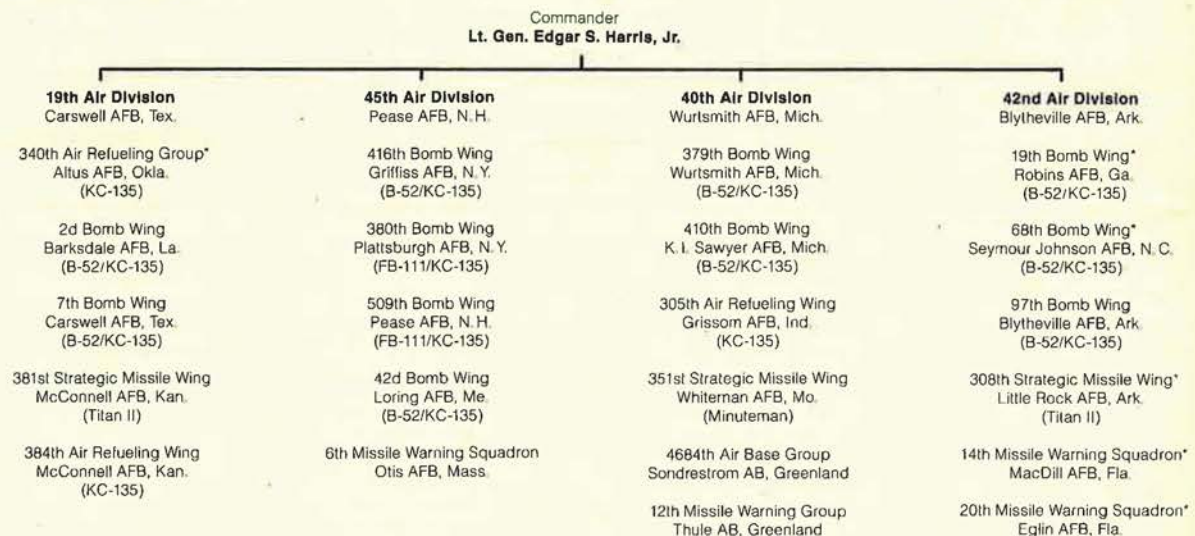 Commander
Lt. Gen. Edgar S. Harris, Jr.
19th Air Division
Carswell AFB, Tex.
340th Air Refueling Group*
Altus AFB, Okla.
(KC-135)
2d Bomb Wing
Barksdale AFB, La.
(B-52/KC-135)
7th Bomb Wing
Carswell AFB, Tex.
(B-52/KC-135)
381st Strategic Missile Wing
McConnell AFB, Kan.
(Titan II)
384th Air Refueling Wing
McConnell AFB, Kan.
(KC-135)
45th Air Division
Pease AFB, N.H.
416th Bomb Wing
Griffiss AFB, N.Y.
(B-52/KC-135)
380th Bomb Wing
Plattsburgh AFB, N.Y.
(FB-111/KC-135)
509th Bomb Wing
Pease AFB, N.H.
(FB-111/KC-135)
42d Bomb Wing
Loring AFB, Me.
(B-52/KC-135)
6th Missile Warning Squadron
Otis AFB, Mass.
40th Air Division
Wurtsmith AFB, Mich.
379th Bomb Wing
Wurtsmith AFB, Mich.
(B-52/KC-135)
410th Bomb Wing
K. I. Sawyer AFB, Mich.
(B-52/KC-135)
305th Air Refueling Wing
Grissom AFB, Ind.
(KC-135)
351st Strategic Missile Wing
Whiteman AFB, Mo.
(Minuteman)
4684th Air Base Group
Sondrestrom AB, Greenland
12th Missile Warning Group
Thule AB, Greenland
42nd Air Division
Blytheville AFB, Ark.
19th Bomb Wing*
Robins AFB, Ga.
(B-52/KC-135)
68th Bomb Wing*
Seymour Johnson AFB, N.C.
(B-52/KC-135)
97th Bomb Wing
Blytheville AFB, Ark.
(B-52/KC-135)
308th Strategic Missile Wing*
Little Rock AFB, Ark.
(Titan II)
14th Missile Warning Squadron*
MacDill AFB, Fla.
20th Missile Warning Squadron*
Eglin AFB, Fla.